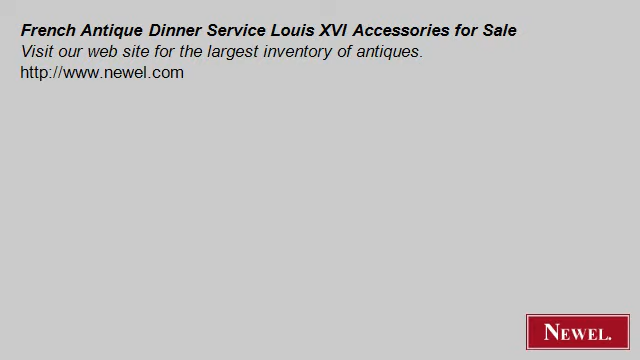 French Antique Dinner Service Louis XVI Accessories for Sale
Visit our web site for the largest inventory of antiques.
http://www.newel.com
NEWEL.